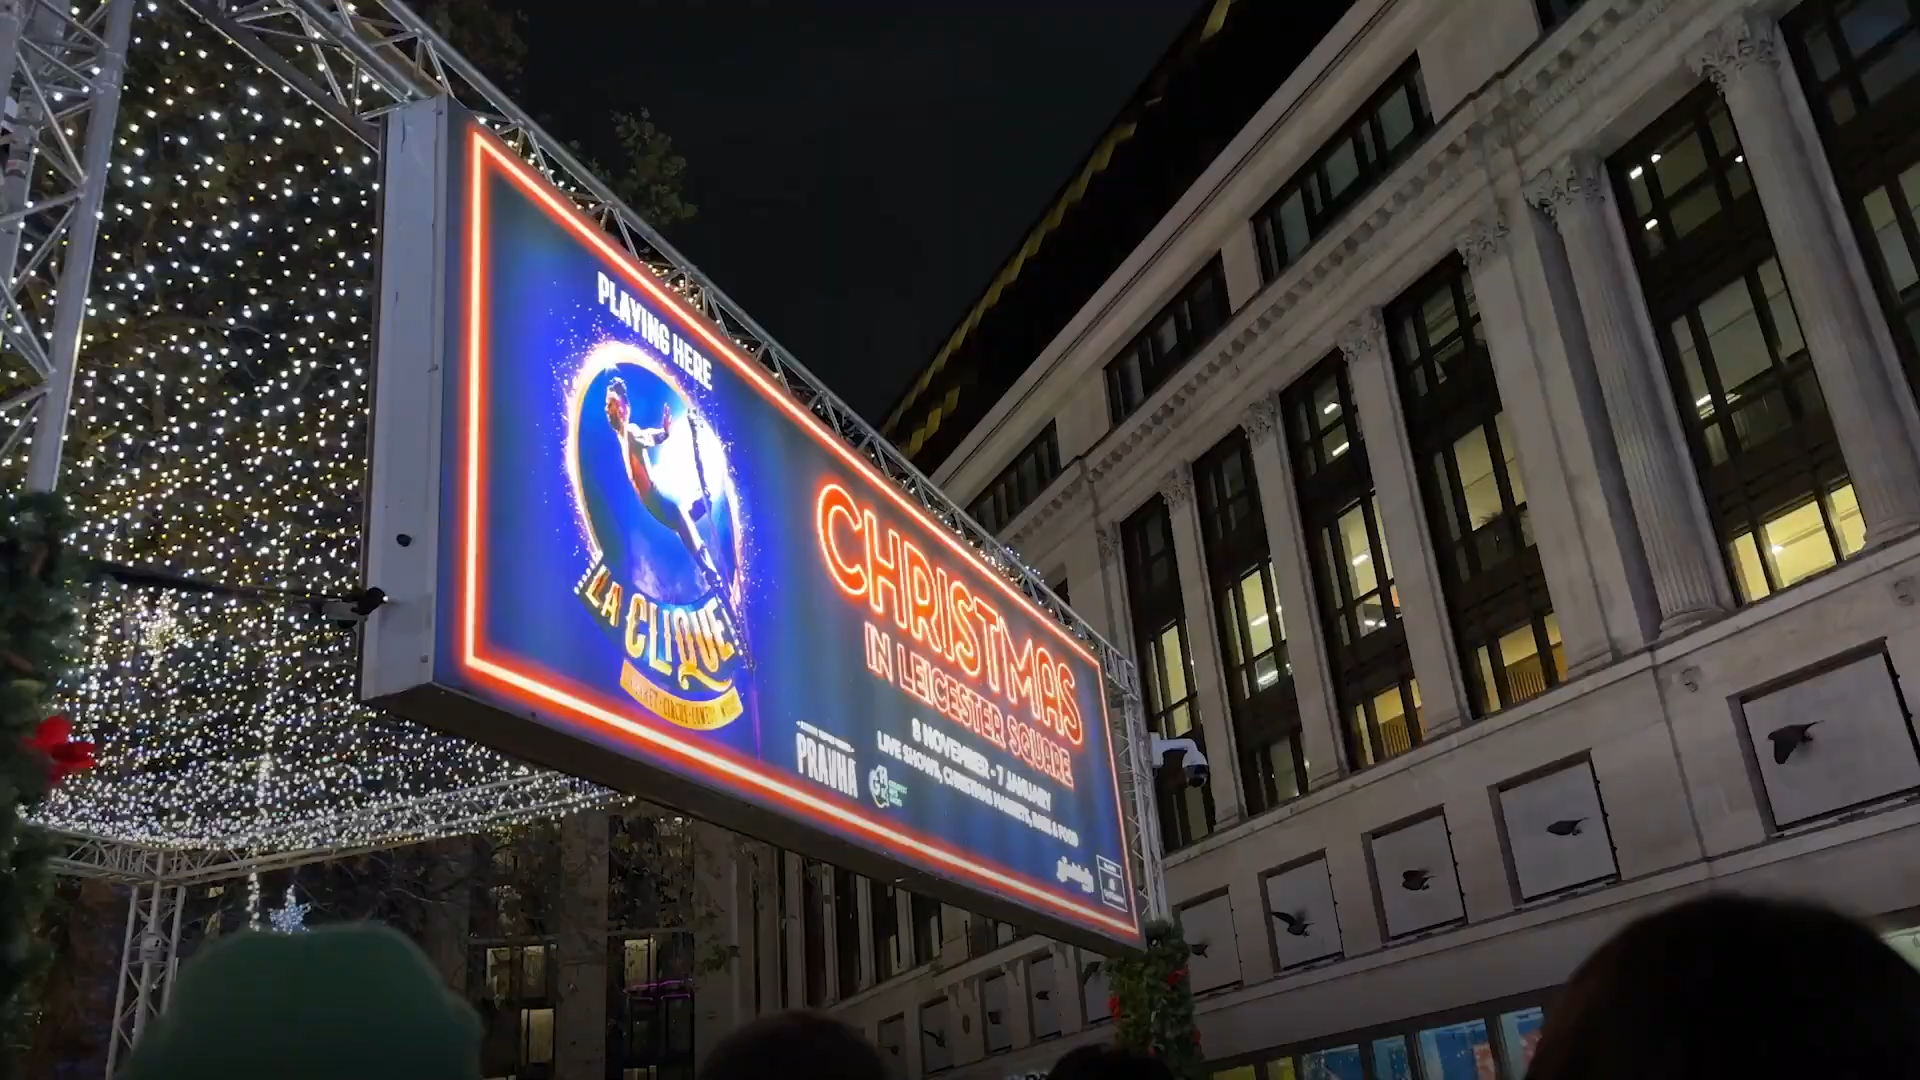 PLAYING HERE
LA CLIQUE
CHRISTMAS
IN LEICESTER SQUARE
8 NOVEMBER - 7 JANUARY
LIVE SHOWS, CHRISTMAS MARKETS, BARS & FOOD
PRAVHA